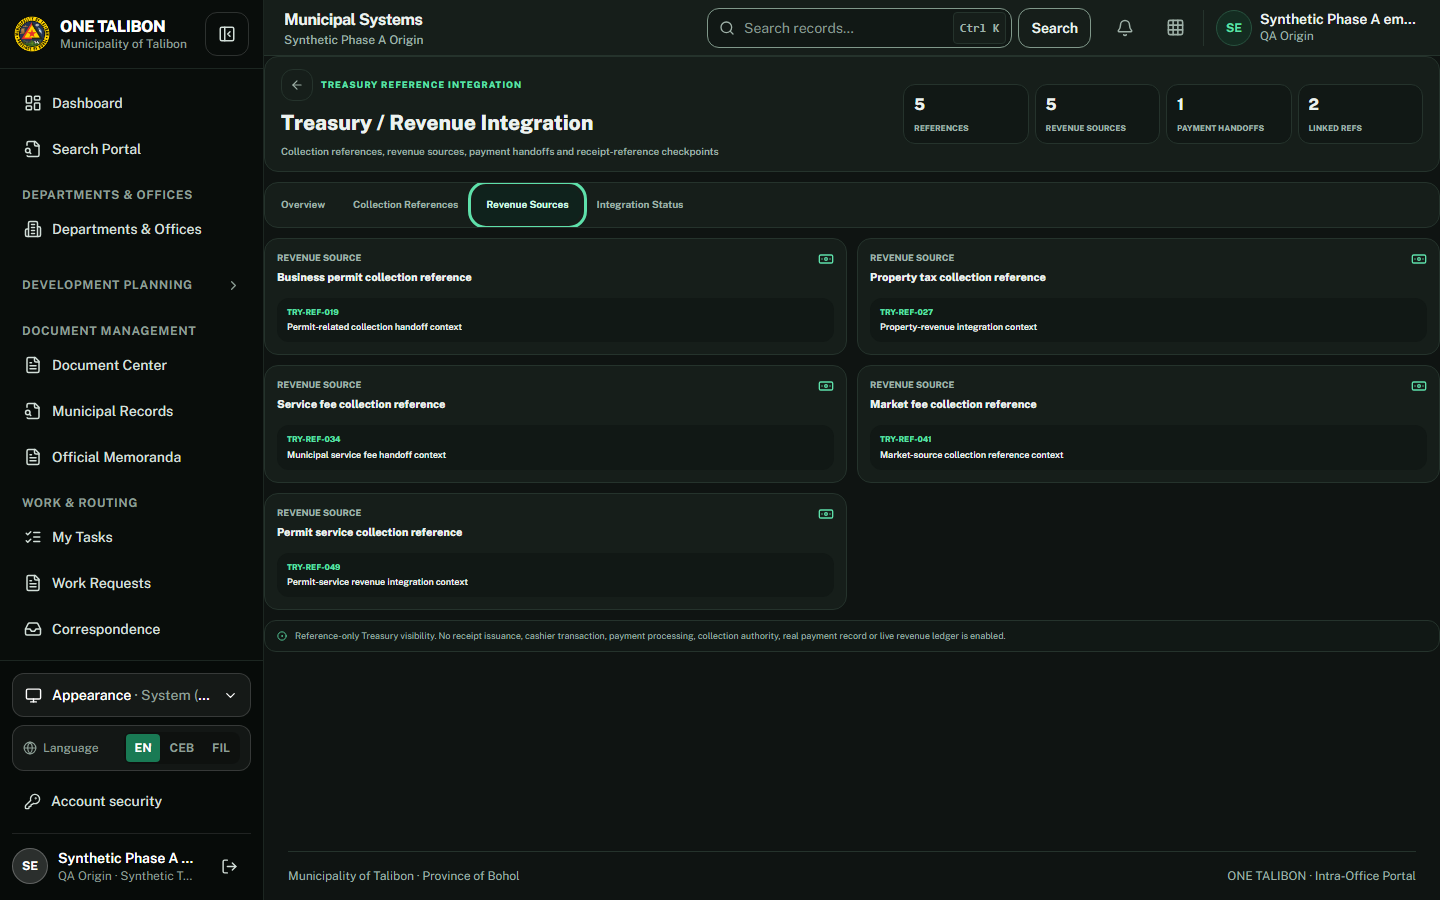 ONE TALIBON
Municipality of Talibon
Dashboard
Search Portal
DEPARTMENTS & OFFICES
Departments & Offices
DEVELOPMENT PLANNING
DOCUMENT MANAGEMENT
Document Center
Municipal Records
Official Memoranda
WORK & ROUTING
My Tasks
Work Requests
Correspondence
Appearance · System (...
Language EN CEB FIL
Account security
SE Synthetic Phase A ...
QA Origin · Synthetic T...
Municipal Systems
Synthetic Phase A Origin
Search records... Ctrl K Search
SE Synthetic Phase A em...
QA Origin
TREASURY REFERENCE INTEGRATION
Treasury / Revenue Integration
Collection references, revenue sources, payment handoffs and receipt-reference checkpoints
5 REFERENCES
5 REVENUE SOURCES
1 PAYMENT HANDOFFS
2 LINKED REFS
Overview Collection References Revenue Sources Integration Status
REVENUE SOURCE
Business permit collection reference
TRY-REF-019
Permit-related collection handoff context
REVENUE SOURCE
Property tax collection reference
TRY-REF-027
Property-revenue integration context
REVENUE SOURCE
Service fee collection reference
TRY-REF-034
Municipal service fee handoff context
REVENUE SOURCE
Market fee collection reference
TRY-REF-041
Market-source collection reference context
REVENUE SOURCE
Permit service collection reference
TRY-REF-049
Permit-service revenue integration context
Reference-only Treasury visibility. No receipt issuance, cashier transaction, payment processing, collection authority, real payment record or live revenue ledger is enabled.
Municipality of Talibon · Province of Bohol
ONE TALIBON · Intra-Office Portal